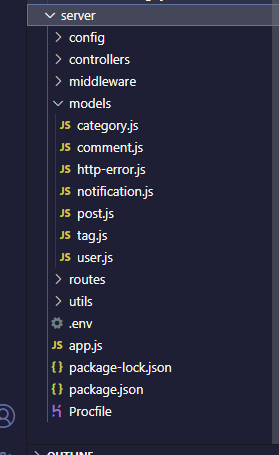 server
config
controllers
middleware
models
JS category.js
JS comment.js
JS http-error.js
JS notification.js
JS post.js
JS tag.js
JS user.js
routes
utils
.env
JS app.js
{} package-lock.json
{} package.json
Procfile
OUTLINE